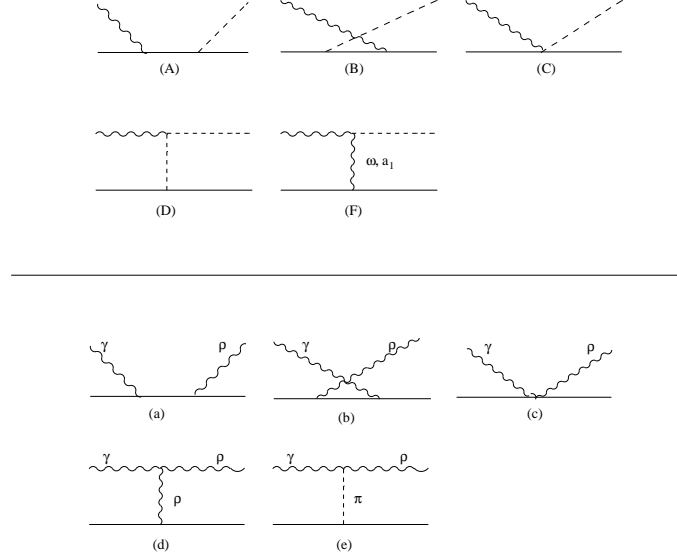 (A) (B) (C)
ω, a₁
(D) (F)
γ ρ γ ρ γ ρ
(a) (b) (c)
γ ρ γ ρ
ρ π
(d) (e)